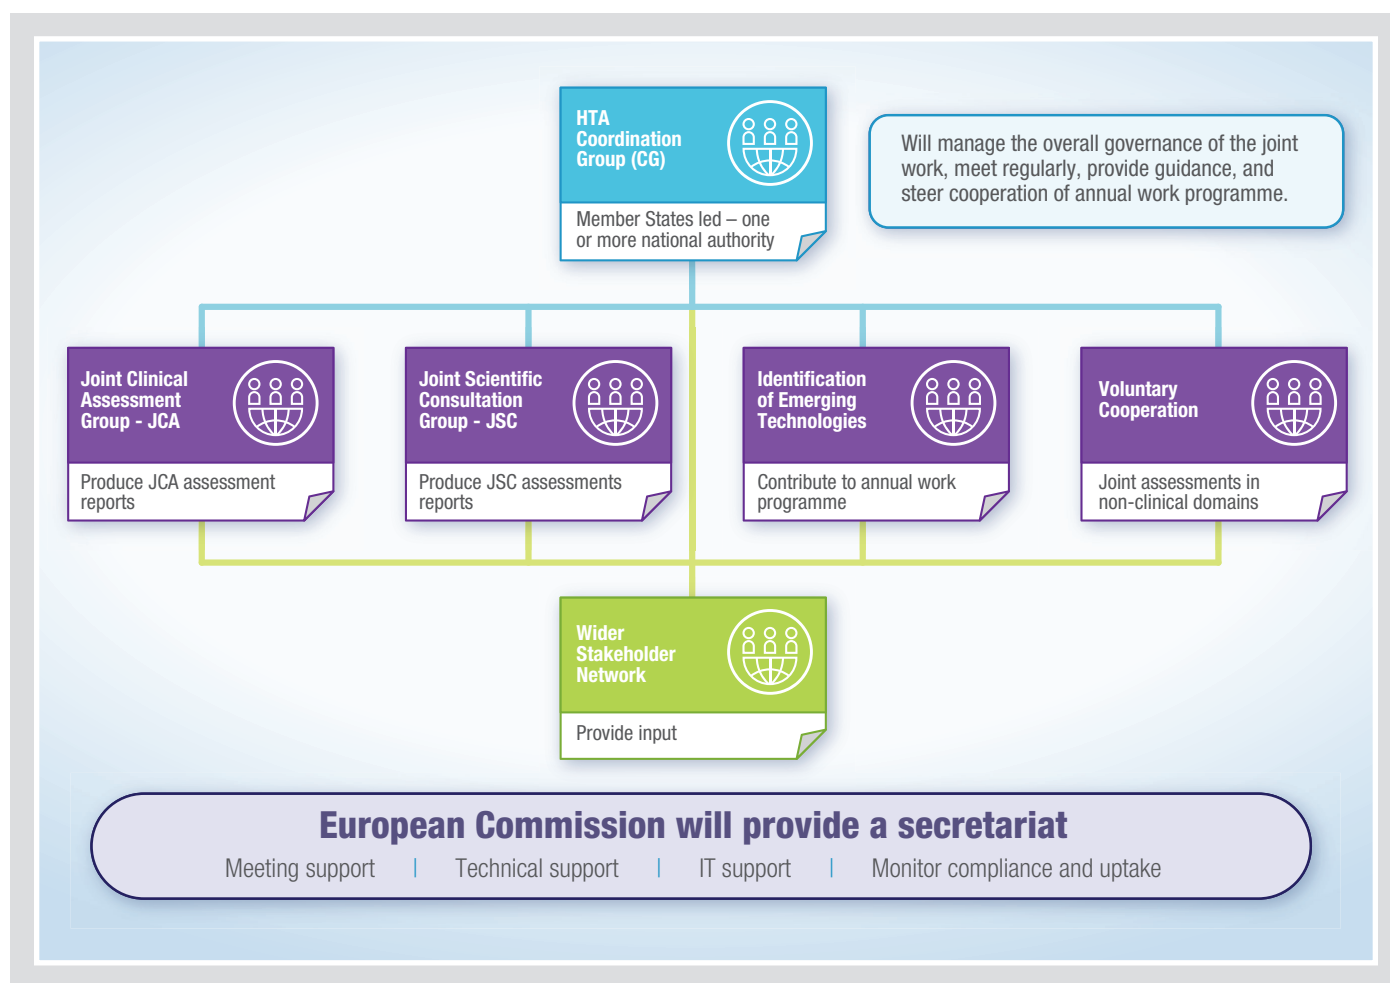 HTA
Coordination
Group (CG)
Member States led – one
or more national authority
Will manage the overall governance of the joint
work, meet regularly, provide guidance, and
steer cooperation of annual work programme.
Joint Clinical
Assessment
Group - JCA
Produce JCA assessment
reports
Joint Scientific
Consultation
Group - JSC
Produce JSC assessments
reports
Identification
of Emerging
Technologies
Contribute to annual work
programme
Voluntary
Cooperation
Joint assessments in
non-clinical domains
Wider
Stakeholder
Network
Provide input
European Commission will provide a secretariat
Meeting support | Technical support | IT support | Monitor compliance and uptake